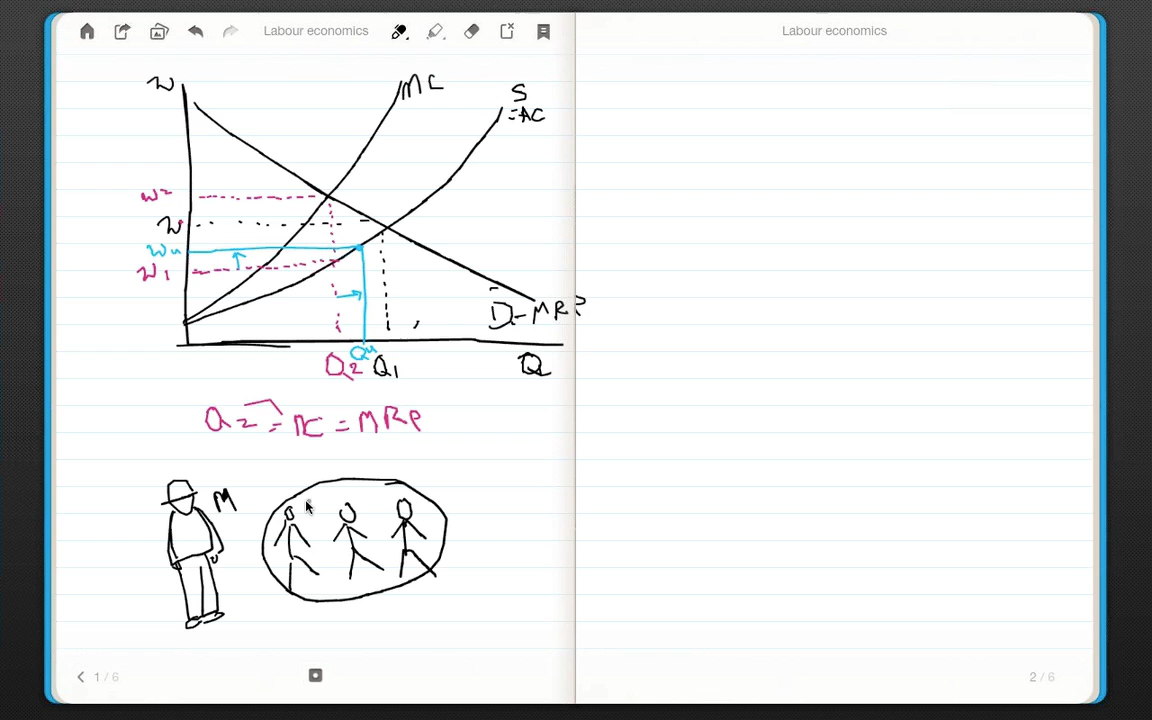 Labour economics
Labour economics
W
MC
S
=AC
W2
W
Wu
W1
D=MRP
Q2
Qu
Q1
Q
Q2 = MC = MRP
M
1 / 6
2 / 6